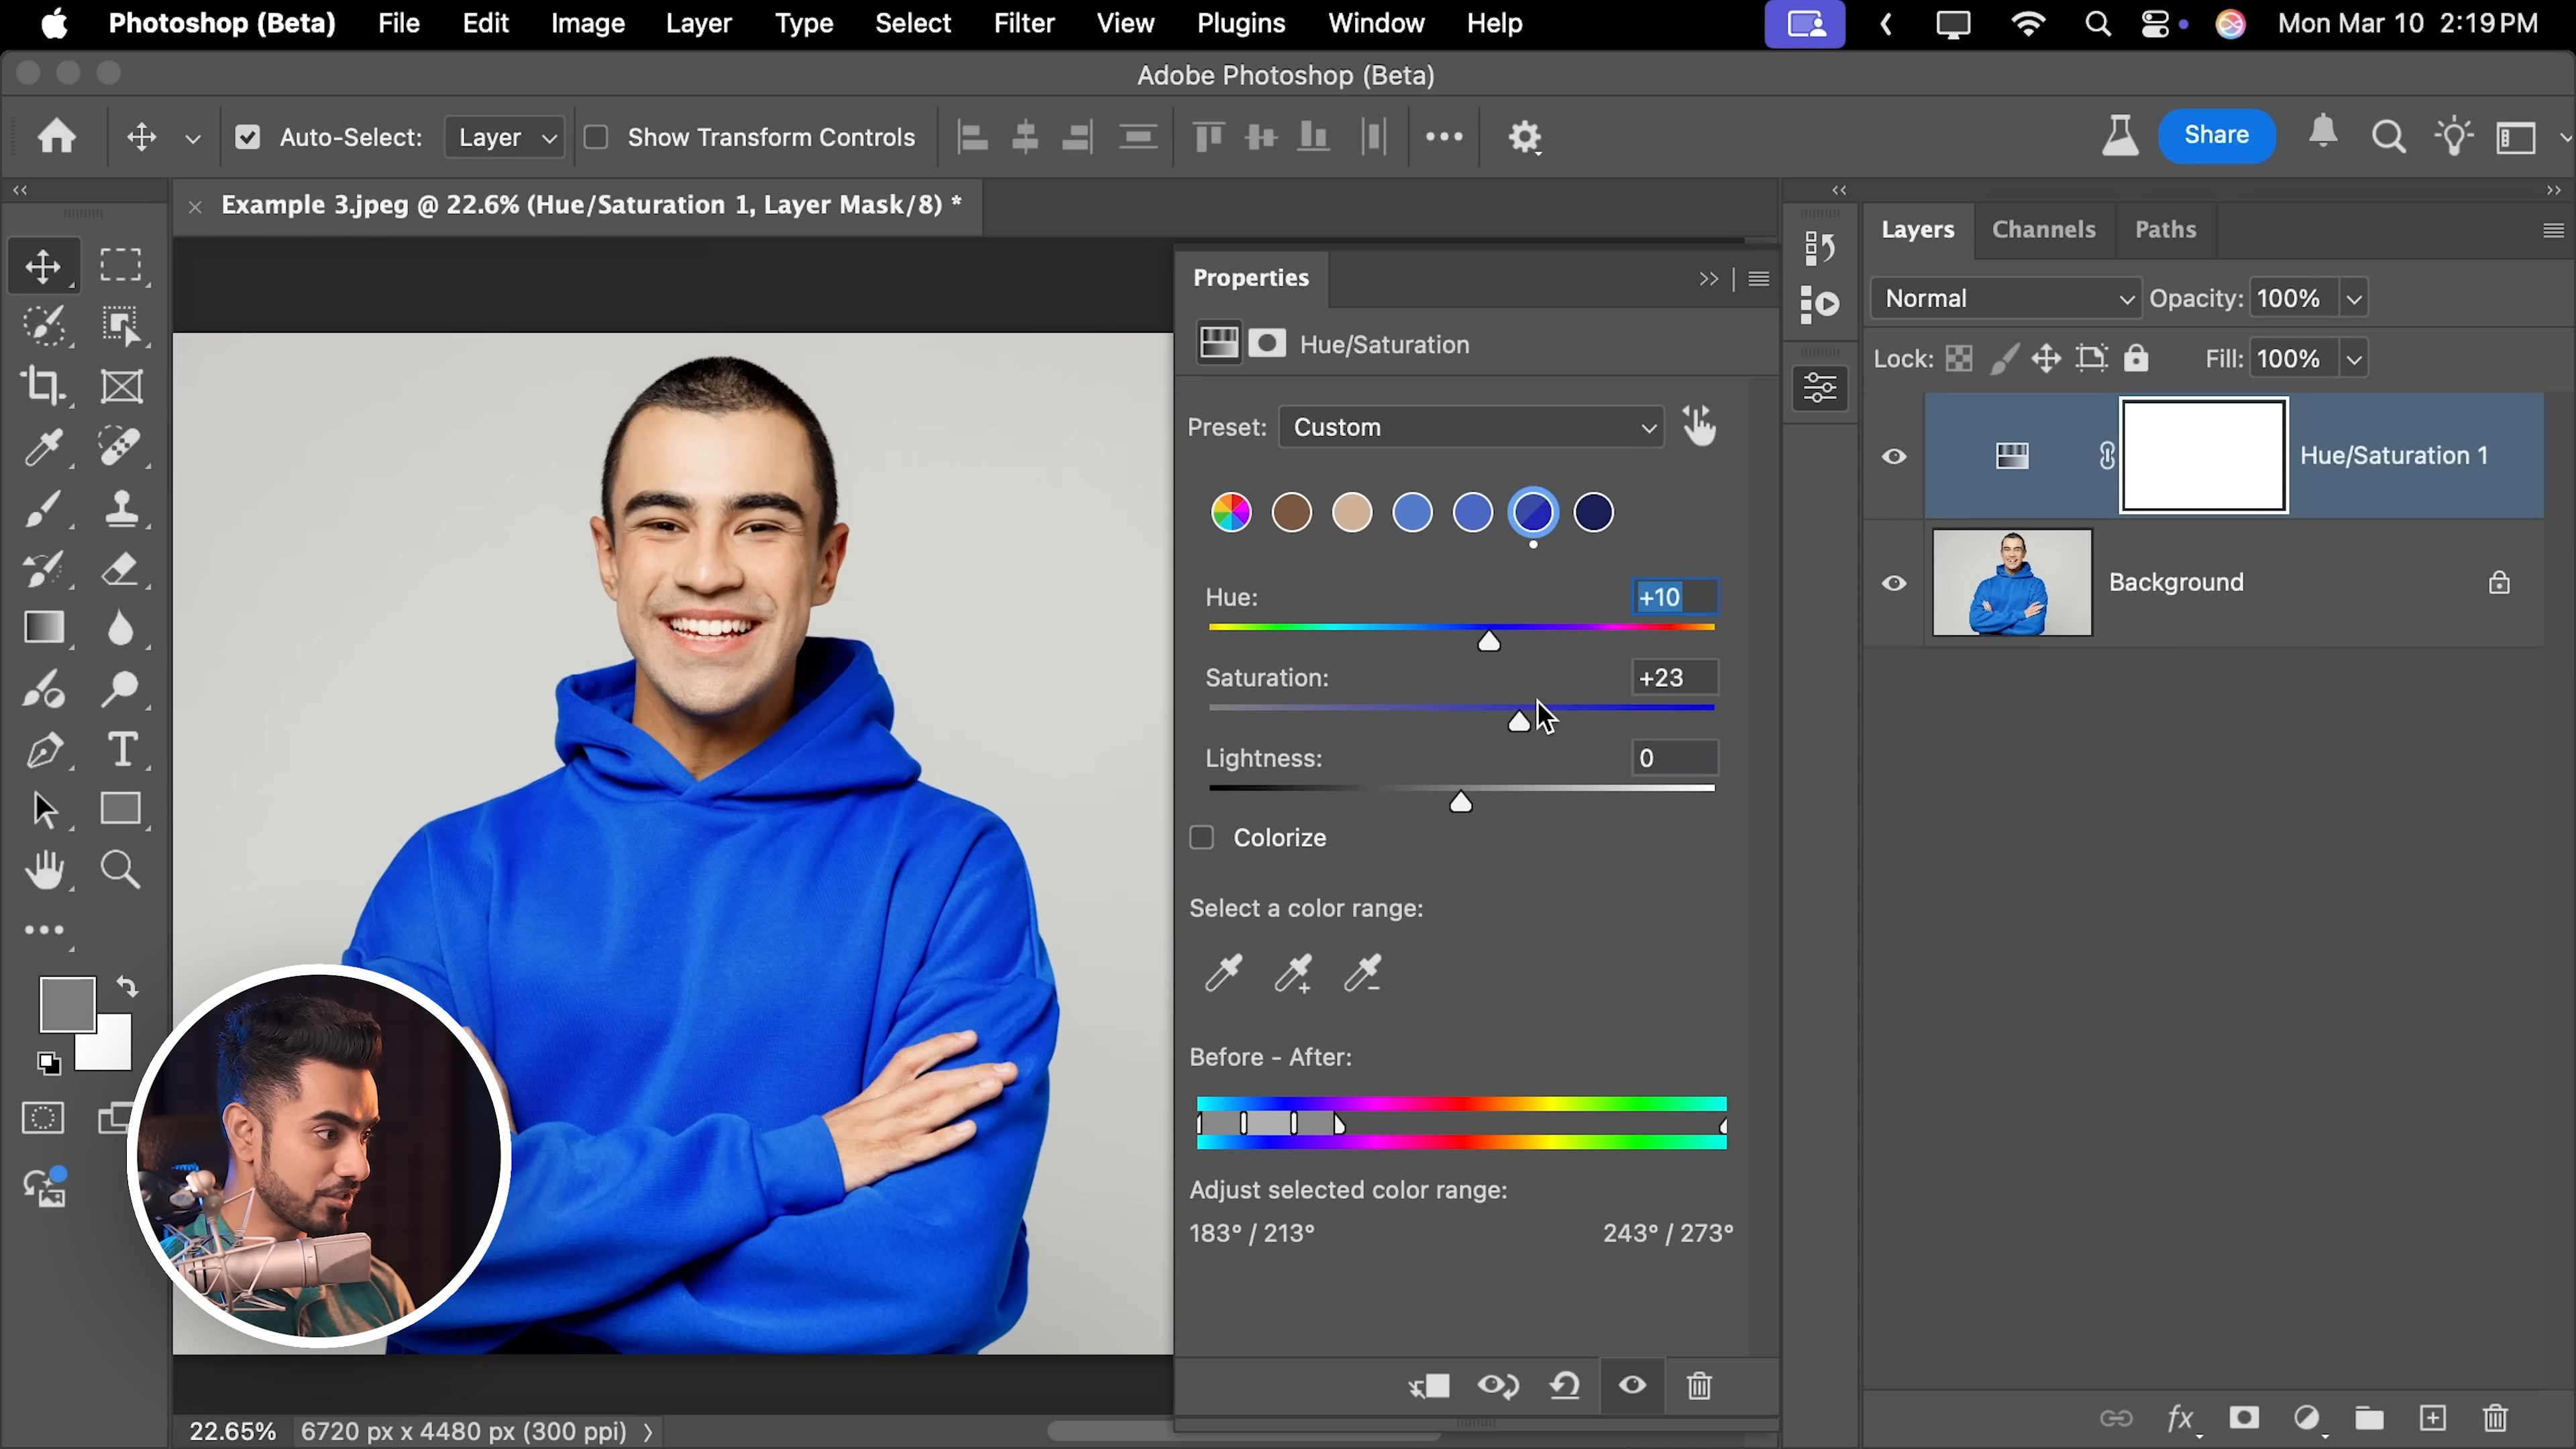 Photoshop (Beta) File Edit Image Layer Type Select Filter View Plugins Window Help Mon Mar 10 2:19 PM
Adobe Photoshop (Beta)
Auto-Select: Layer Show Transform Controls Share
Example 3.jpeg @ 22.6% (Hue/Saturation 1, Layer Mask/8) *
Properties
Hue/Saturation
Preset: Custom
Hue: +10
Saturation: +23
Lightness: 0
Colorize
Select a color range:
Before - After:
Adjust selected color range:
183° / 213° 243° / 273°
Layers Channels Paths
Normal Opacity: 100%
Lock: Fill: 100%
Hue/Saturation 1
Background
fx
22.65% 6720 px x 4480 px (300 ppi)